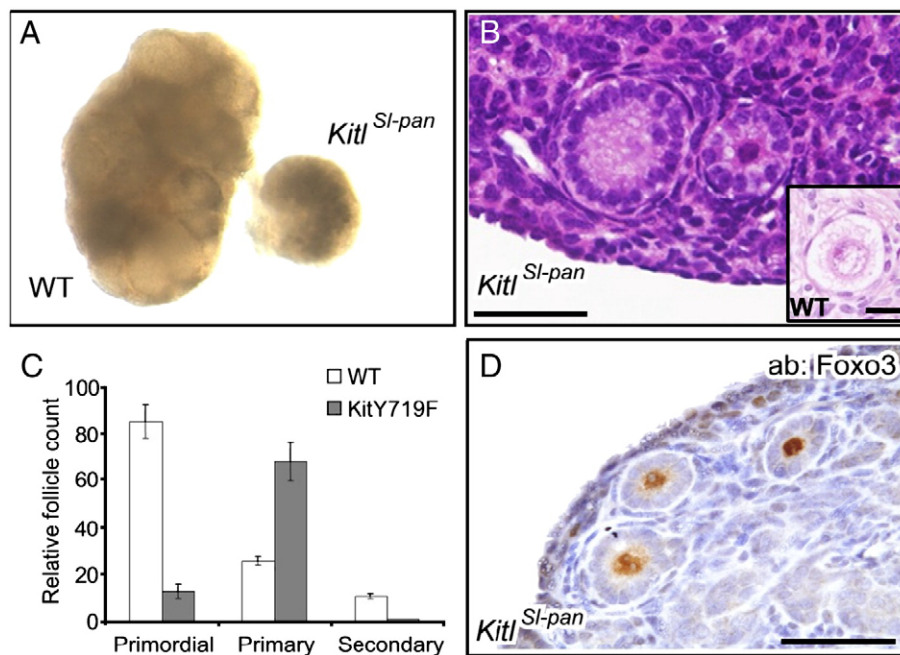 A
WT
Kitl Sl-pan
B
Kitl Sl-pan
WT
C
Relative follicle count
100
80
60
40
20
0
WT
KitY719F
Primordial
Primary
Secondary
D
ab: Foxo3
Kitl Sl-pan